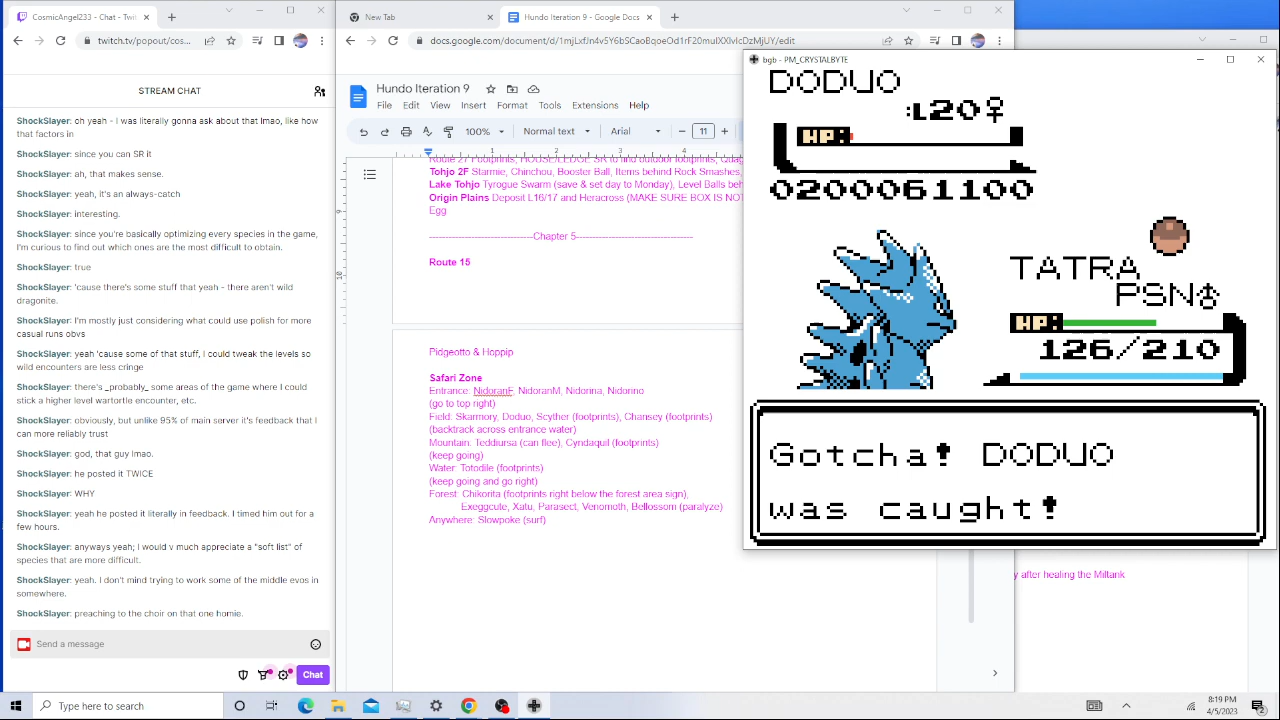 CosmicAngel233 - Chat - Twi
twitch.tv/popout/cos...
STREAM CHAT
ShockSlayer: oh yeah - I was literally gonna ask about that, like how
that factors in
ShockSlayer: since you can SR it
ShockSlayer: ah, that makes sense.
ShockSlayer: yeah, it's an always-catch
ShockSlayer: interesting.
ShockSlayer: since you're basically optimizing every species in the game,
I'm curious to find out which ones are the most difficult to obtain.
ShockSlayer: true
ShockSlayer: 'cause there's some stuff that yeah - there aren't wild
dragonite.
ShockSlayer: I'm mostly just considering what could use polish for more
casual runs obvs
ShockSlayer: yeah 'cause some of that stuff, I could tweak the levels so
wild encounters are less cringe
ShockSlayer: there's _probably_ some areas of the game where I could
stick a higher level wartortle encounter, etc.
ShockSlayer: obviously, but unlike 95% of main server it's feedback that I
can more reliably trust
ShockSlayer: god, that guy lmao.
ShockSlayer: he posted it TWICE
ShockSlayer: WHY
ShockSlayer: yeah he posted it literally in feedback. I timed him out for a
few hours.
ShockSlayer: anyways yeah; I would v much appreciate a "soft list" of
species that are more difficult.
ShockSlayer: yeah. I don't mind trying to work some of the middle evos in
somewhere.
ShockSlayer: preaching to the choir on that one homie.
Send a message
Chat
New Tab
Hundo Iteration 9 - Google Docs
Hundo Iteration 9
File Edit View Insert Format Tools Extensions Help
100% Normal text Arial 11
1 2 3 4
9
10
Tohjo 2F Starmie, Chinchou, Booster Ball, Items behind Rock Smashes,
Lake Tohjo Tyrogue Swarm (save & set day to Monday), Level Balls beh
Origin Plains Deposit L16/17 and Heracross (MAKE SURE BOX IS NOT
Egg
Chapter 5
Route 15
Pidgeotto & Hoppip
Safari Zone
Entrance: NidoranF, NidoranM, Nidorina, Nidorino
(go to top right)
Field: Skarmory, Doduo, Scyther (footprints), Chansey (footprints)
(backtrack across entrance water)
Mountain: Teddiursa (can flee), Cyndaquil (footprints)
(keep going)
Water: Totodile (footprints)
(keep going and go right)
Forest: Chikorita (footprints right below the forest area sign),
Exeggcute, Xatu, Parasect, Venomoth, Bellossom (paralyze)
Anywhere: Slowpoke (surf)
y after healing the Miltank
bgb - PM_CRYSTALBYTE
DODUO
:L20♀
HP:
0200061100
TATRA
PSN♂
HP:
126/210
Gotcha! DODUO
was caught!
Type here to search
8:19 PM
4/5/2023
2